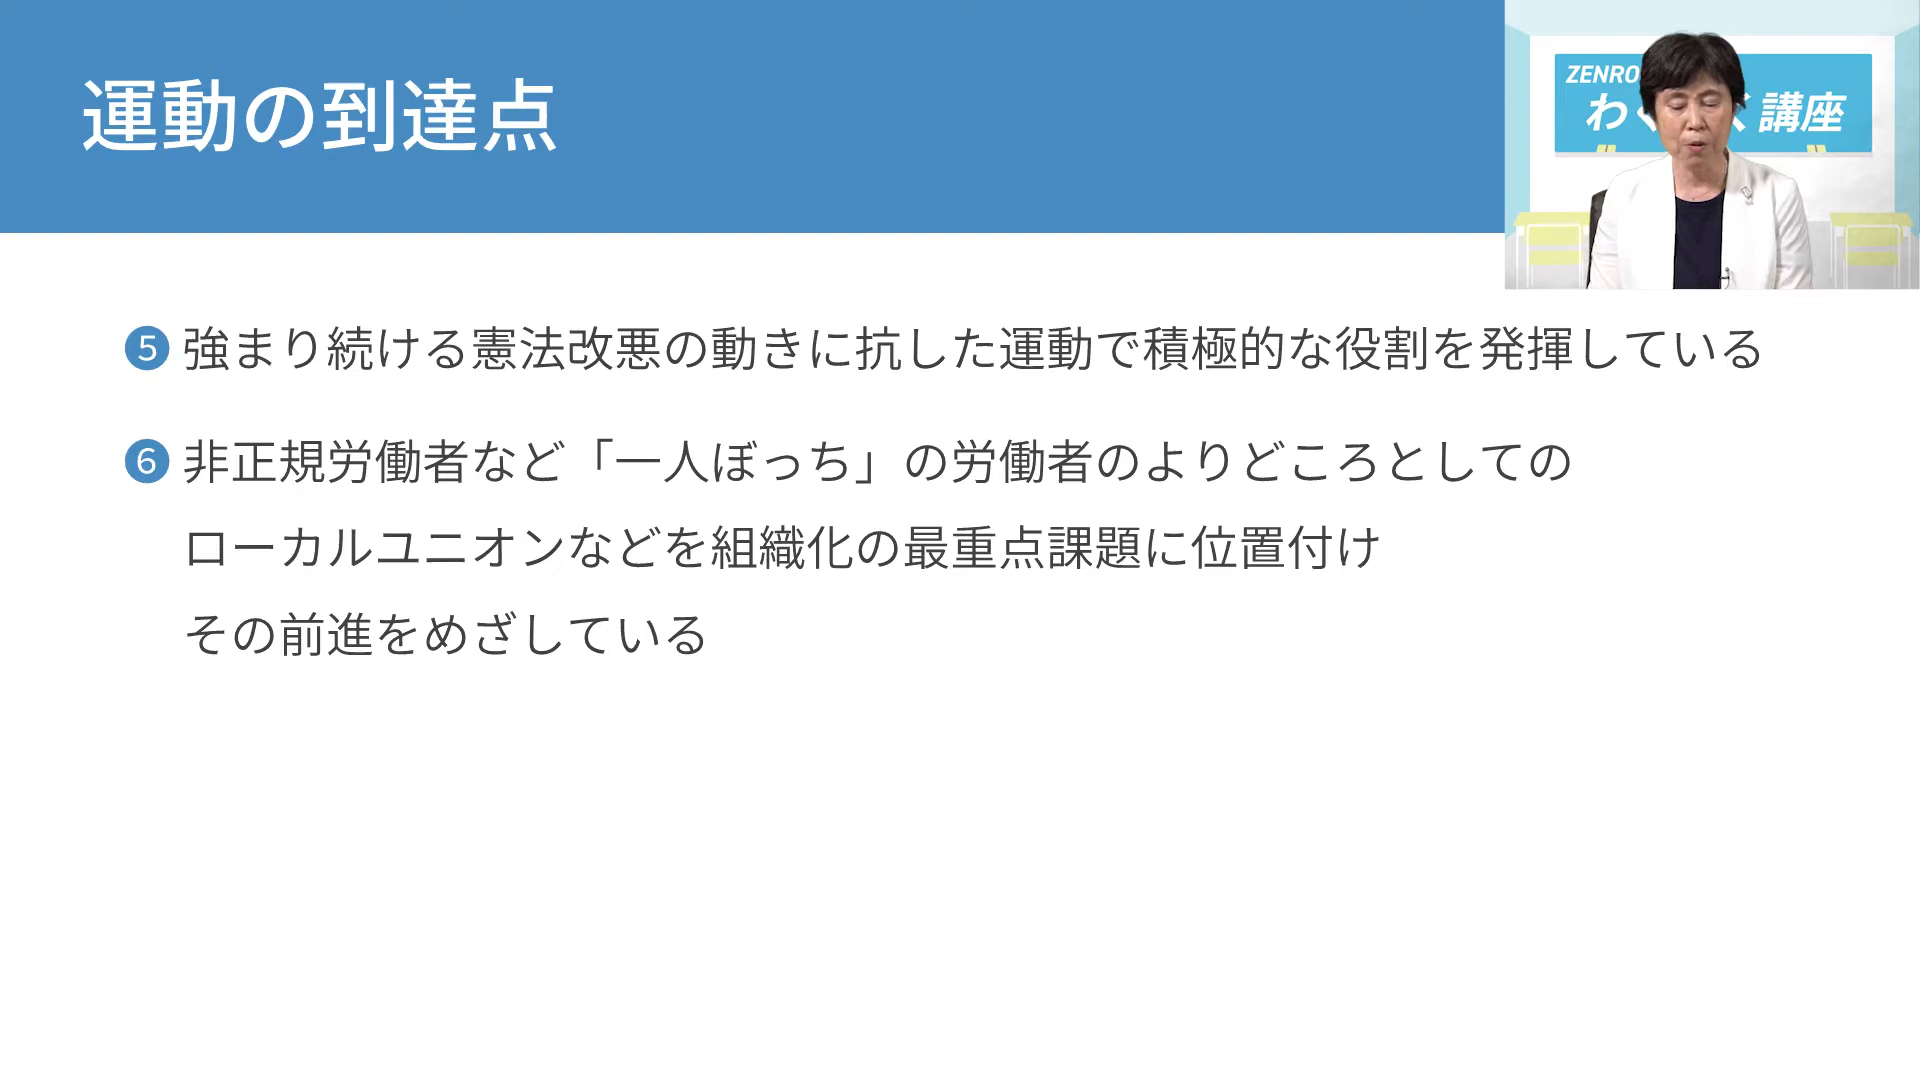 運動の到達点
ZENRO
わく 講座
❺ 強まり続ける憲法改悪の動きに抗した運動で積極的な役割を発揮している
❻ 非正規労働者など「一人ぼっち」の労働者のよりどころとしての
ローカルユニオンなどを組織化の最重点課題に位置付け
その前進をめざしている